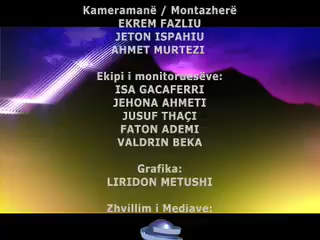 Kameramanë / Montazherë
EKREM FAZLIU
JETON ISPAHIU
AHMET MURTEZI
Ekipi i monitoruesëve:
ISA GACAFERRI
JEHONA AHMETI
JUSUF THAÇI
FATON ADEMI
VALDRIN BEKA
Grafika:
LIRIDON METUSHI
Zhvillim i Mediave: